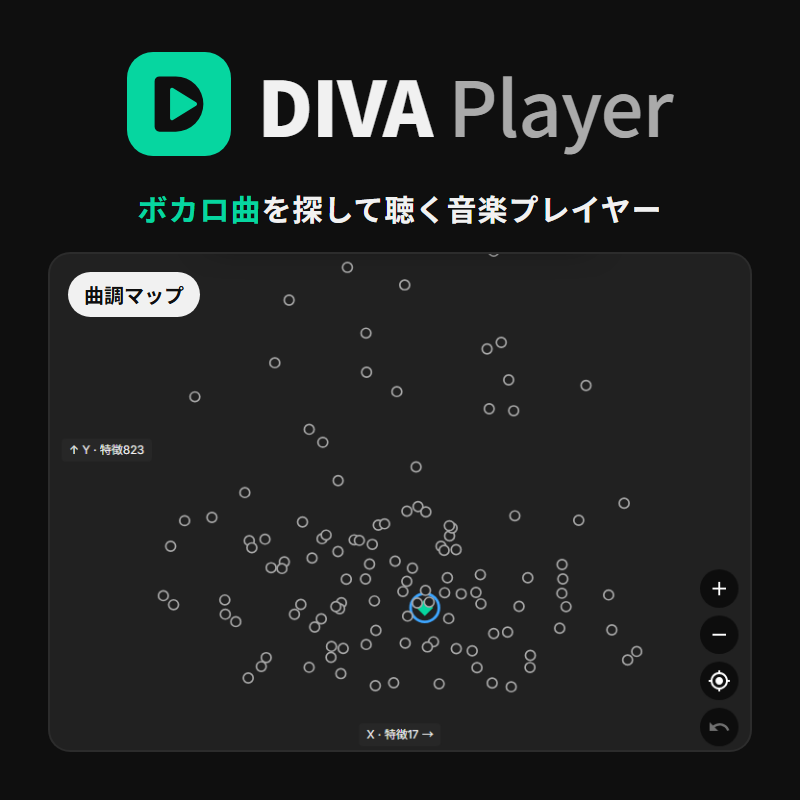 DIVA Player
ボカロ曲を探して聴く音楽プレイヤー
曲調マップ
↑ Y · 特徴823
X · 特徴17 →